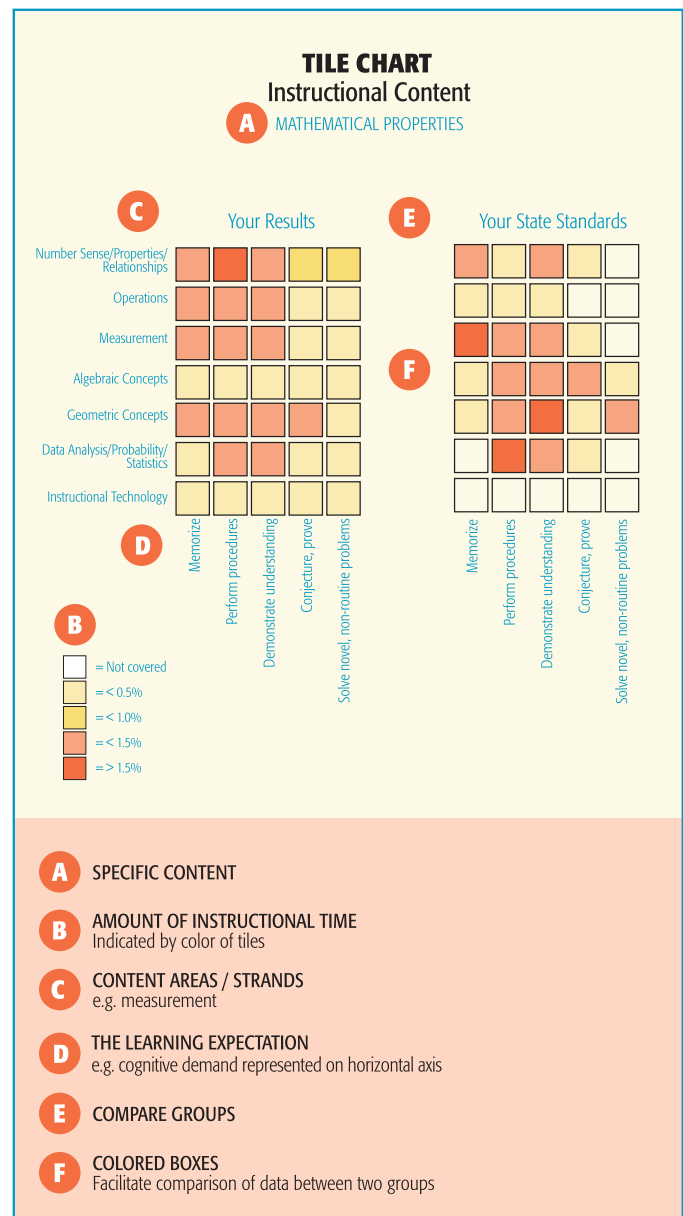 TILE CHART
Instructional Content
A MATHEMATICAL PROPERTIES
C
Your Results
E
Your State Standards
Number Sense/Properties/
Relationships
Operations
Measurement
Algebraic Concepts
Geometric Concepts
Data Analysis/Probability/
Statistics
Instructional Technology
F
D
Memorize
Perform procedures
Demonstrate understanding
Conjecture, prove
Solve novel, non-routine problems
Memorize
Perform procedures
Demonstrate understanding
Conjecture, prove
Solve novel, non-routine problems
B
= Not covered
= < 0.5%
= < 1.0%
= < 1.5%
= > 1.5%
A SPECIFIC CONTENT
B AMOUNT OF INSTRUCTIONAL TIME
Indicated by color of tiles
C CONTENT AREAS / STRANDS
e.g. measurement
D THE LEARNING EXPECTATION
e.g. cognitive demand represented on horizontal axis
E COMPARE GROUPS
F COLORED BOXES
Facilitate comparison of data between two groups